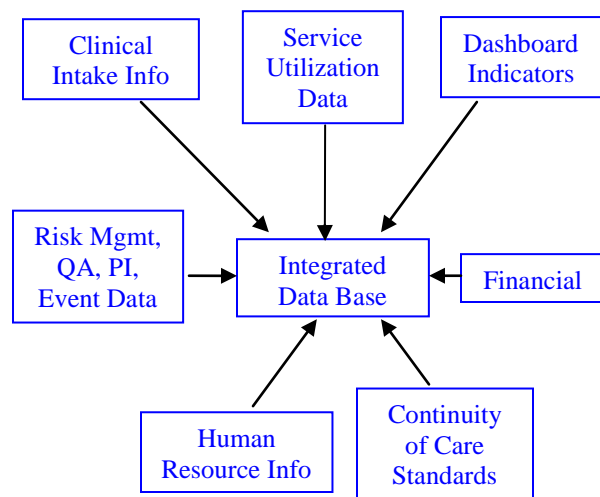 Clinical
Intake Info
Service
Utilization
Data
Dashboard
Indicators
Risk Mgmt,
QA, PI,
Event Data
Integrated
Data Base
Financial
Human
Resource Info
Continuity
of Care
Standards